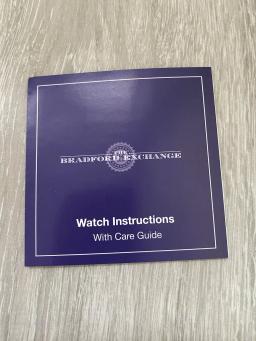 THE
BRADFORD EXCHANGE
Watch Instructions
With Care Guide